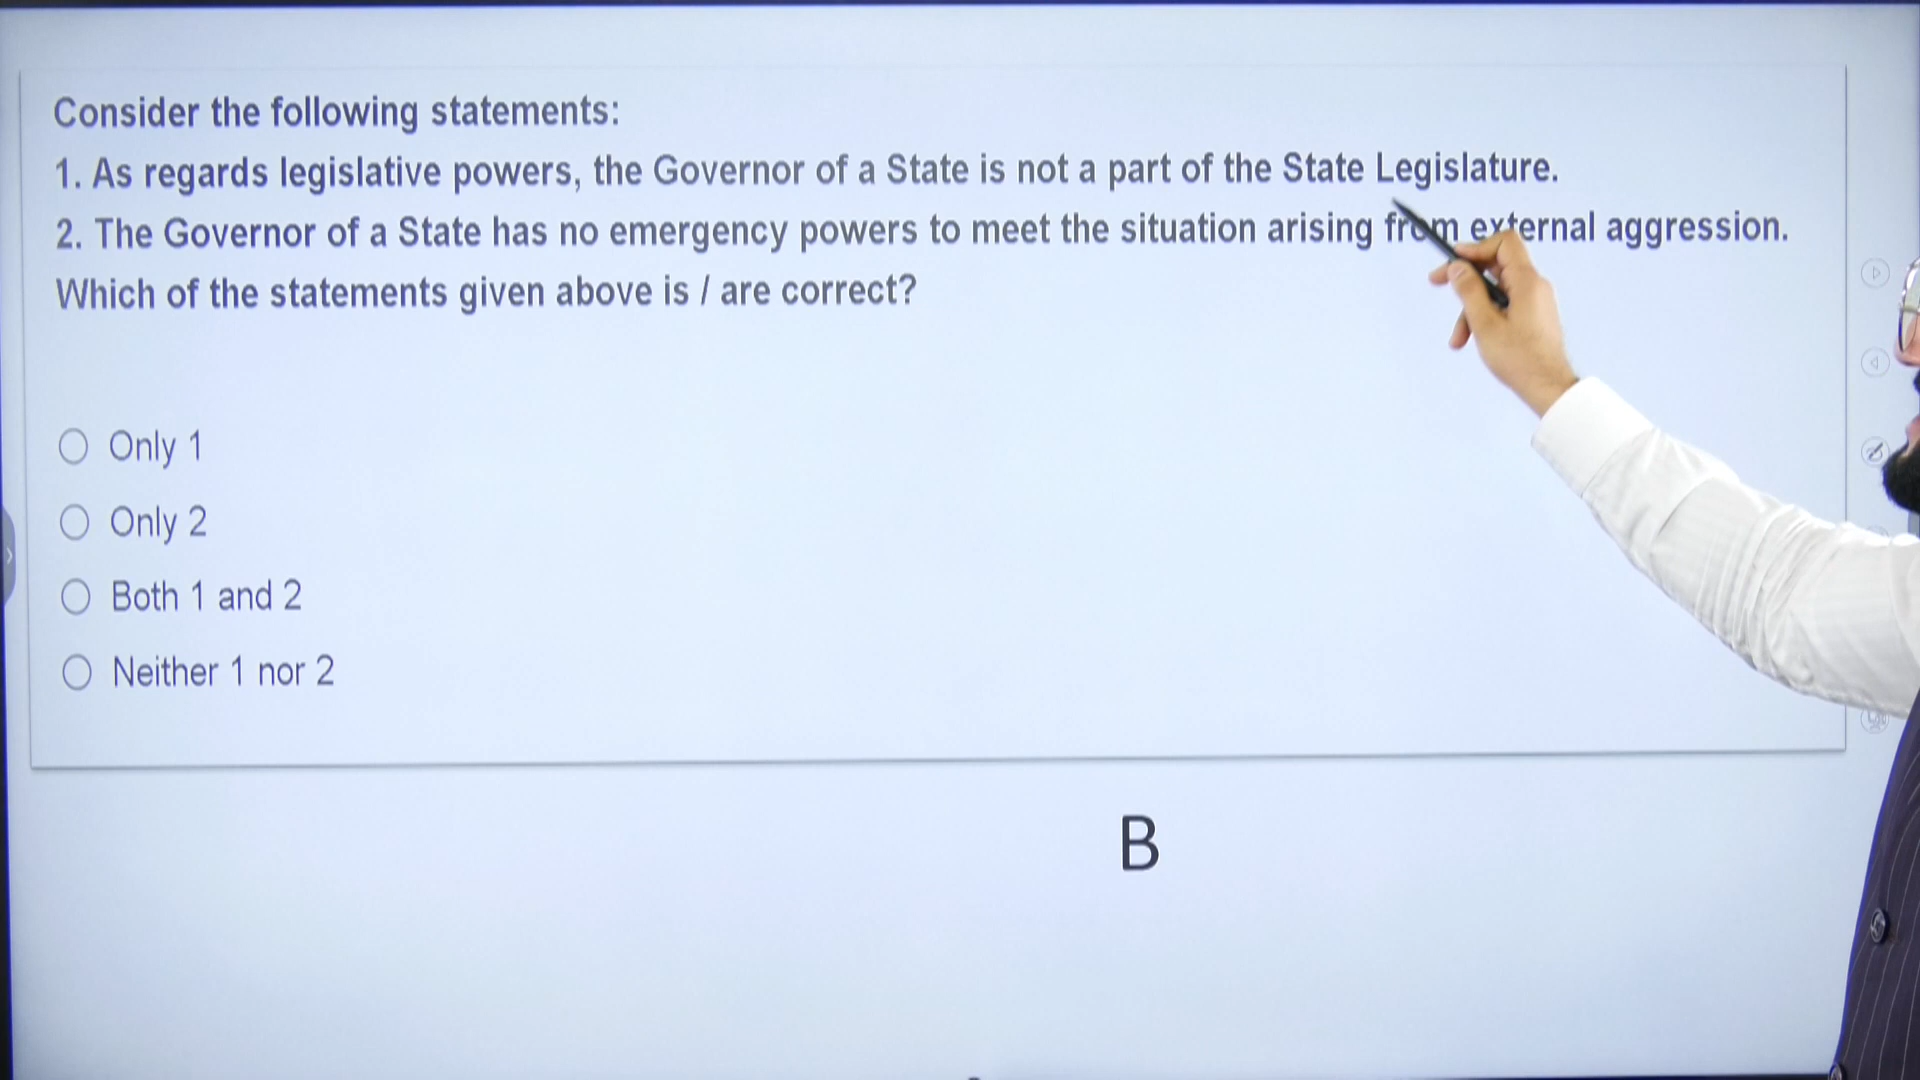 Consider the following statements:
1. As regards legislative powers, the Governor of a State is not a part of the State Legislature.
2. The Governor of a State has no emergency powers to meet the situation arising from external aggression.
Which of the statements given above is / are correct?
Only 1
Only 2
Both 1 and 2
Neither 1 nor 2
B